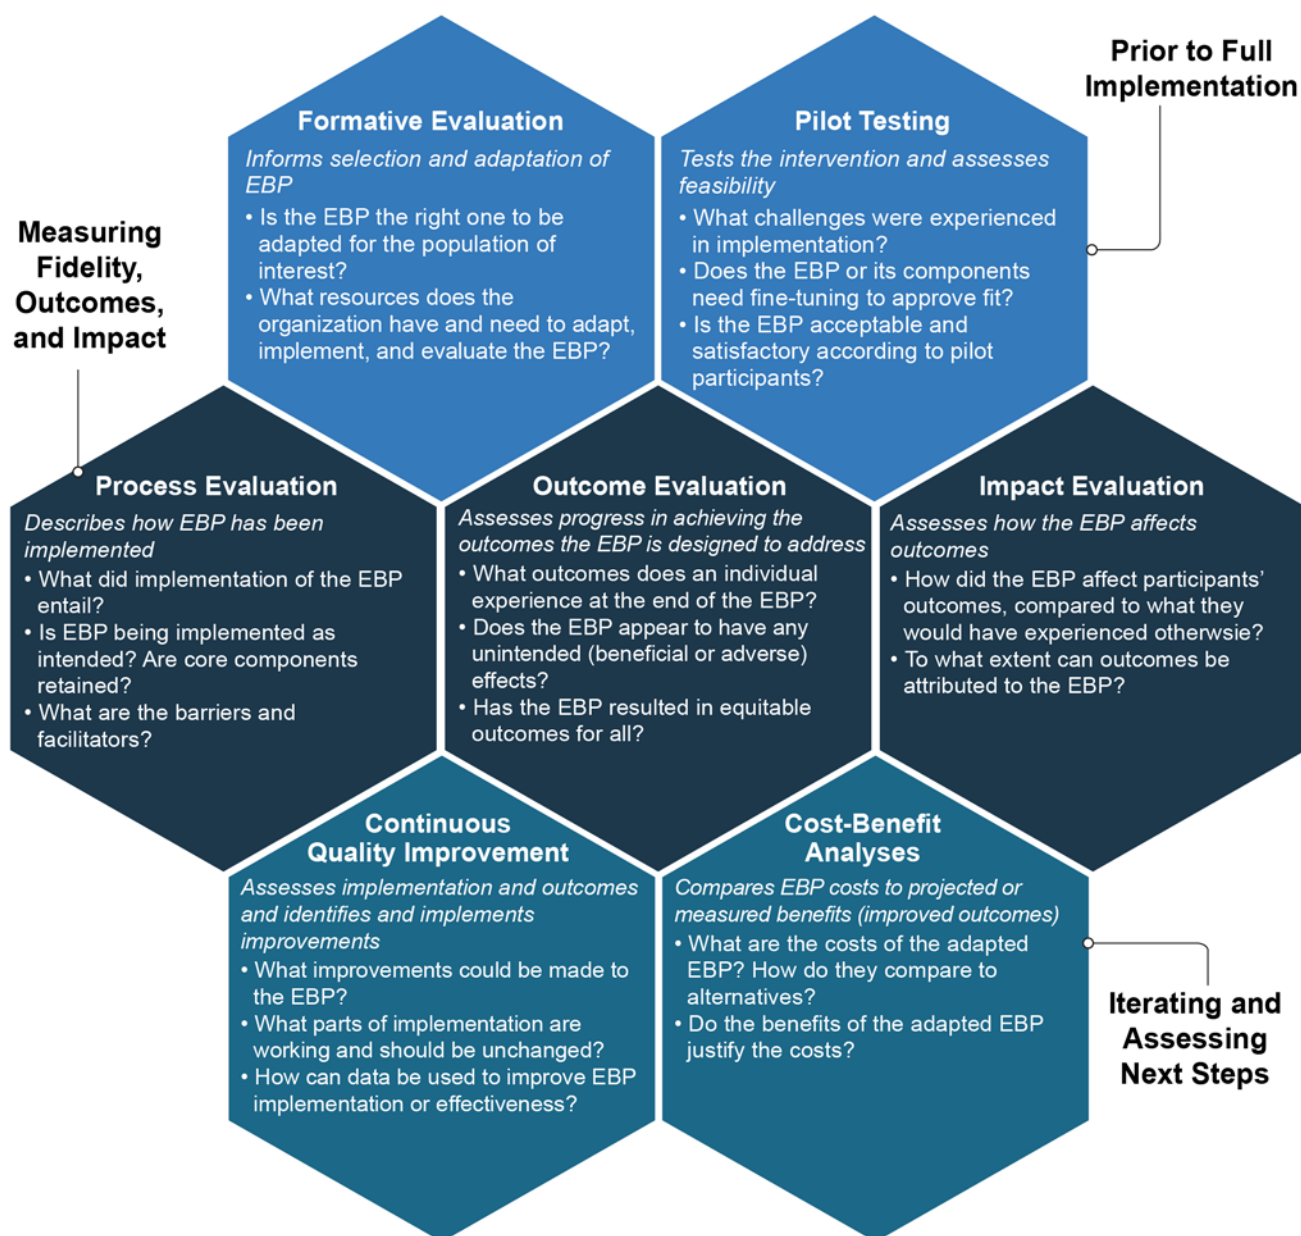 Prior to Full
Implementation
Formative Evaluation
Informs selection and adaptation of
EBP
• Is the EBP the right one to be
adapted for the population of
interest?
• What resources does the
organization have and need to adapt,
implement, and evaluate the EBP?
Pilot Testing
Tests the intervention and assesses
feasibility
• What challenges were experienced
in implementation?
• Does the EBP or its components
need fine-tuning to approve fit?
• Is the EBP acceptable and
satisfactory according to pilot
participants?
Measuring
Fidelity,
Outcomes,
and Impact
Process Evaluation
Describes how EBP has been
implemented
• What did implementation of the EBP
entail?
• Is EBP being implemented as
intended? Are core components
retained?
• What are the barriers and
facilitators?
Outcome Evaluation
Assesses progress in achieving the
outcomes the EBP is designed to address
• What outcomes does an individual
experience at the end of the EBP?
• Does the EBP appear to have any
unintended (beneficial or adverse)
effects?
• Has the EBP resulted in equitable
outcomes for all?
Impact Evaluation
Assesses how the EBP affects
outcomes
• How did the EBP affect participants’
outcomes, compared to what they
would have experienced otherwsie?
• To what extent can outcomes be
attributed to the EBP?
Continuous
Quality Improvement
Assesses implementation and outcomes
and identifies and implements
improvements
• What improvements could be made to
the EBP?
• What parts of implementation are
working and should be unchanged?
• How can data be used to improve EBP
implementation or effectiveness?
Cost-Benefit
Analyses
Compares EBP costs to projected or
measured benefits (improved outcomes)
• What are the costs of the adapted
EBP? How do they compare to
alternatives?
• Do the benefits of the adapted EBP
justify the costs?
Iterating and
Assessing
Next Steps